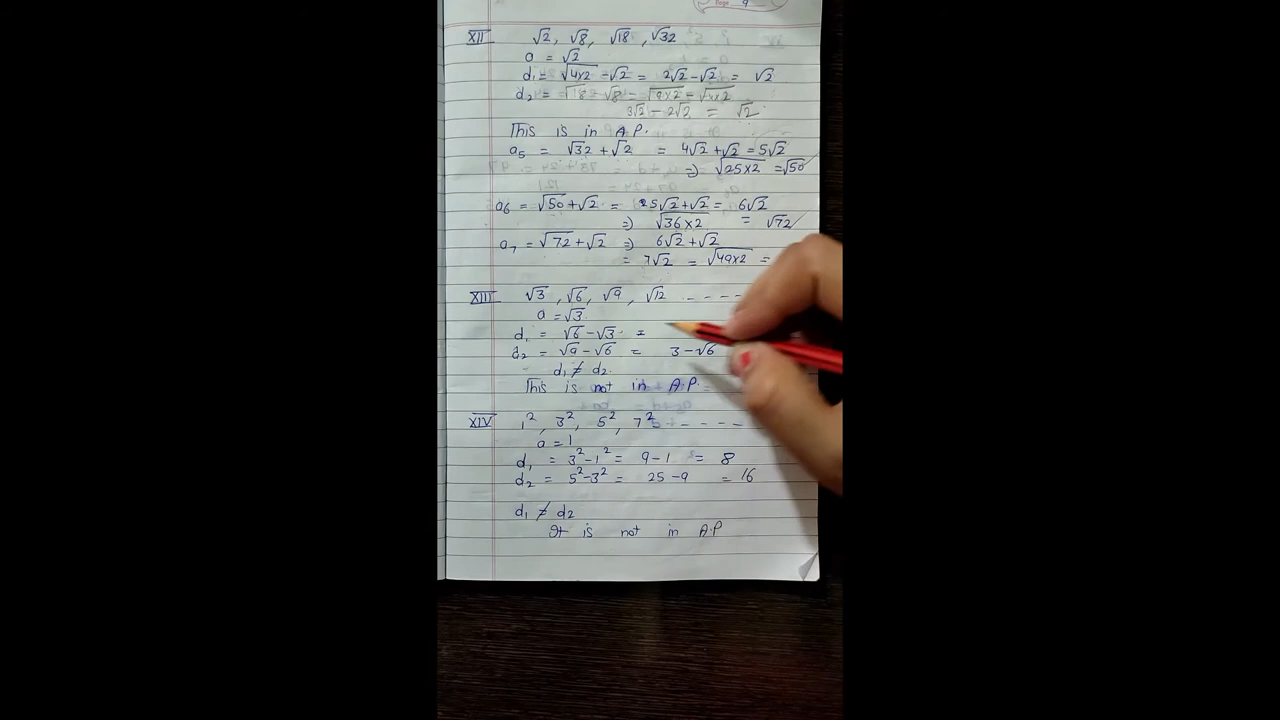 Page 9
XII √2, √8, √18, √32
a = √2
d₁ = √4×2 - √2 = 2√2 - √2 = √2
d₂ = √18 - √8 = √9×2 - √4×2
3√2 - 2√2 = √2
This is in A.P.
a₅ = √32 + √2 = 4√2 + √2 = 5√2
⇒ √25×2 = √50
a₆ = √50 + √2 = 5√2 + √2 = 6√2
⇒ √36×2 = √72
a₇ = √72 + √2 ⇒ 6√2 + √2
= 7√2 = √49×2 =
XIII √3, √6, √9, √12 - - - -
a = √3
d₁ = √6 - √3 =
d₂ = √9 - √6 = 3 - √6
d₁ ≠ d₂.
This is not in A.P.
XIV 1², 3², 5², 7² - - - -
a = 1
d₁ = 3² - 1² = 9 - 1 = 8
d₂ = 5² - 3² = 25 - 9 = 16
d₁ ≠ d₂
It is not in A.P